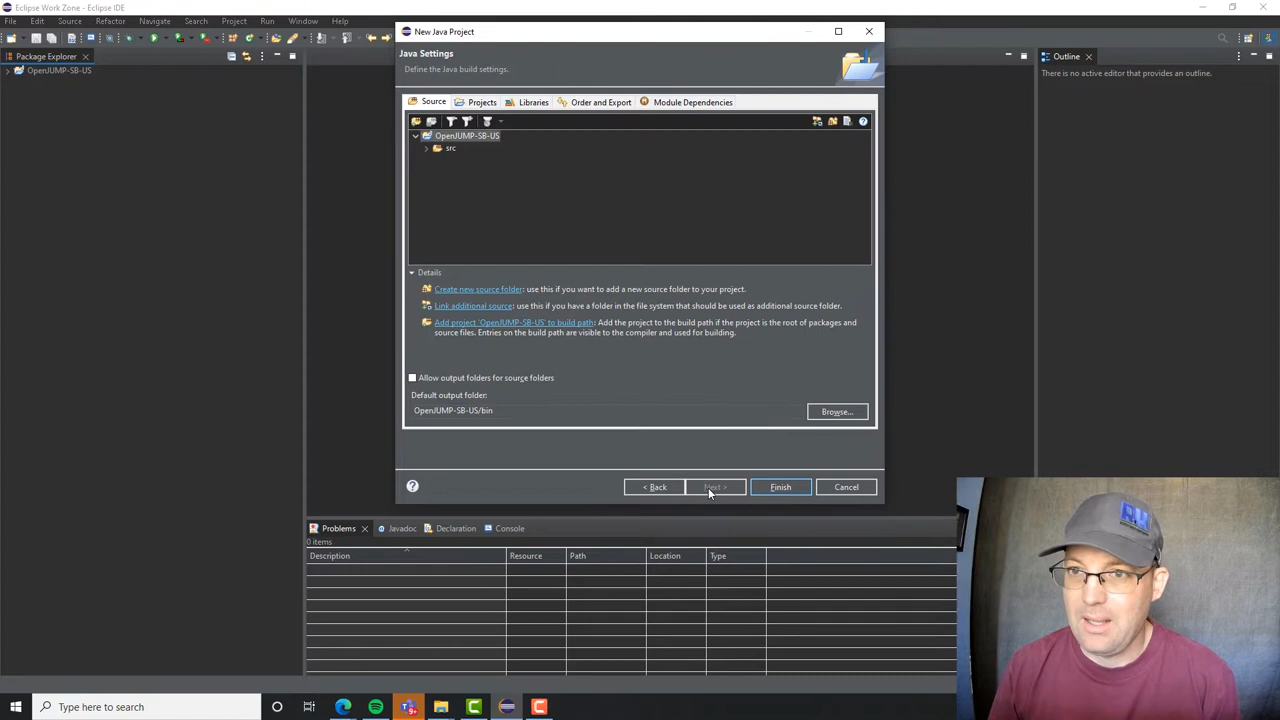 Eclipse Work Zone - Eclipse IDE
File Edit Source Refactor Navigate Search Project Run Window Help
Package Explorer
OpenJUMP-SB-US
New Java Project
Java Settings
Define the Java build settings.
Source Projects Libraries Order and Export Module Dependencies
OpenJUMP-SB-US
src
Details
Create new source folder: use this if you want to add a new source folder to your project.
Link additional source: use this if you have a folder in the file system that should be used as additional source folder.
Add project 'OpenJUMP-SB-US' to build path: Add the project to the build path if the project is the root of packages and
source files. Entries on the build path are visible to the compiler and used for building.
Allow output folders for source folders
Default output folder:
OpenJUMP-SB-US/bin
Browse...
< Back Next > Finish Cancel
Outline
There is no active editor that provides an outline.
Problems Javadoc Declaration Console
0 items
Description Resource Path Location Type
Type here to search